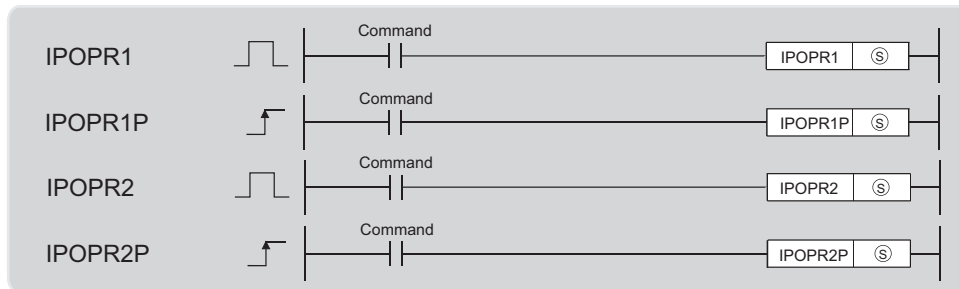 Command
IPOPR1 IPOPR1 Ⓢ
Command
IPOPR1P IPOPR1P Ⓢ
Command
IPOPR2 IPOPR2 Ⓢ
Command
IPOPR2P IPOPR2P Ⓢ